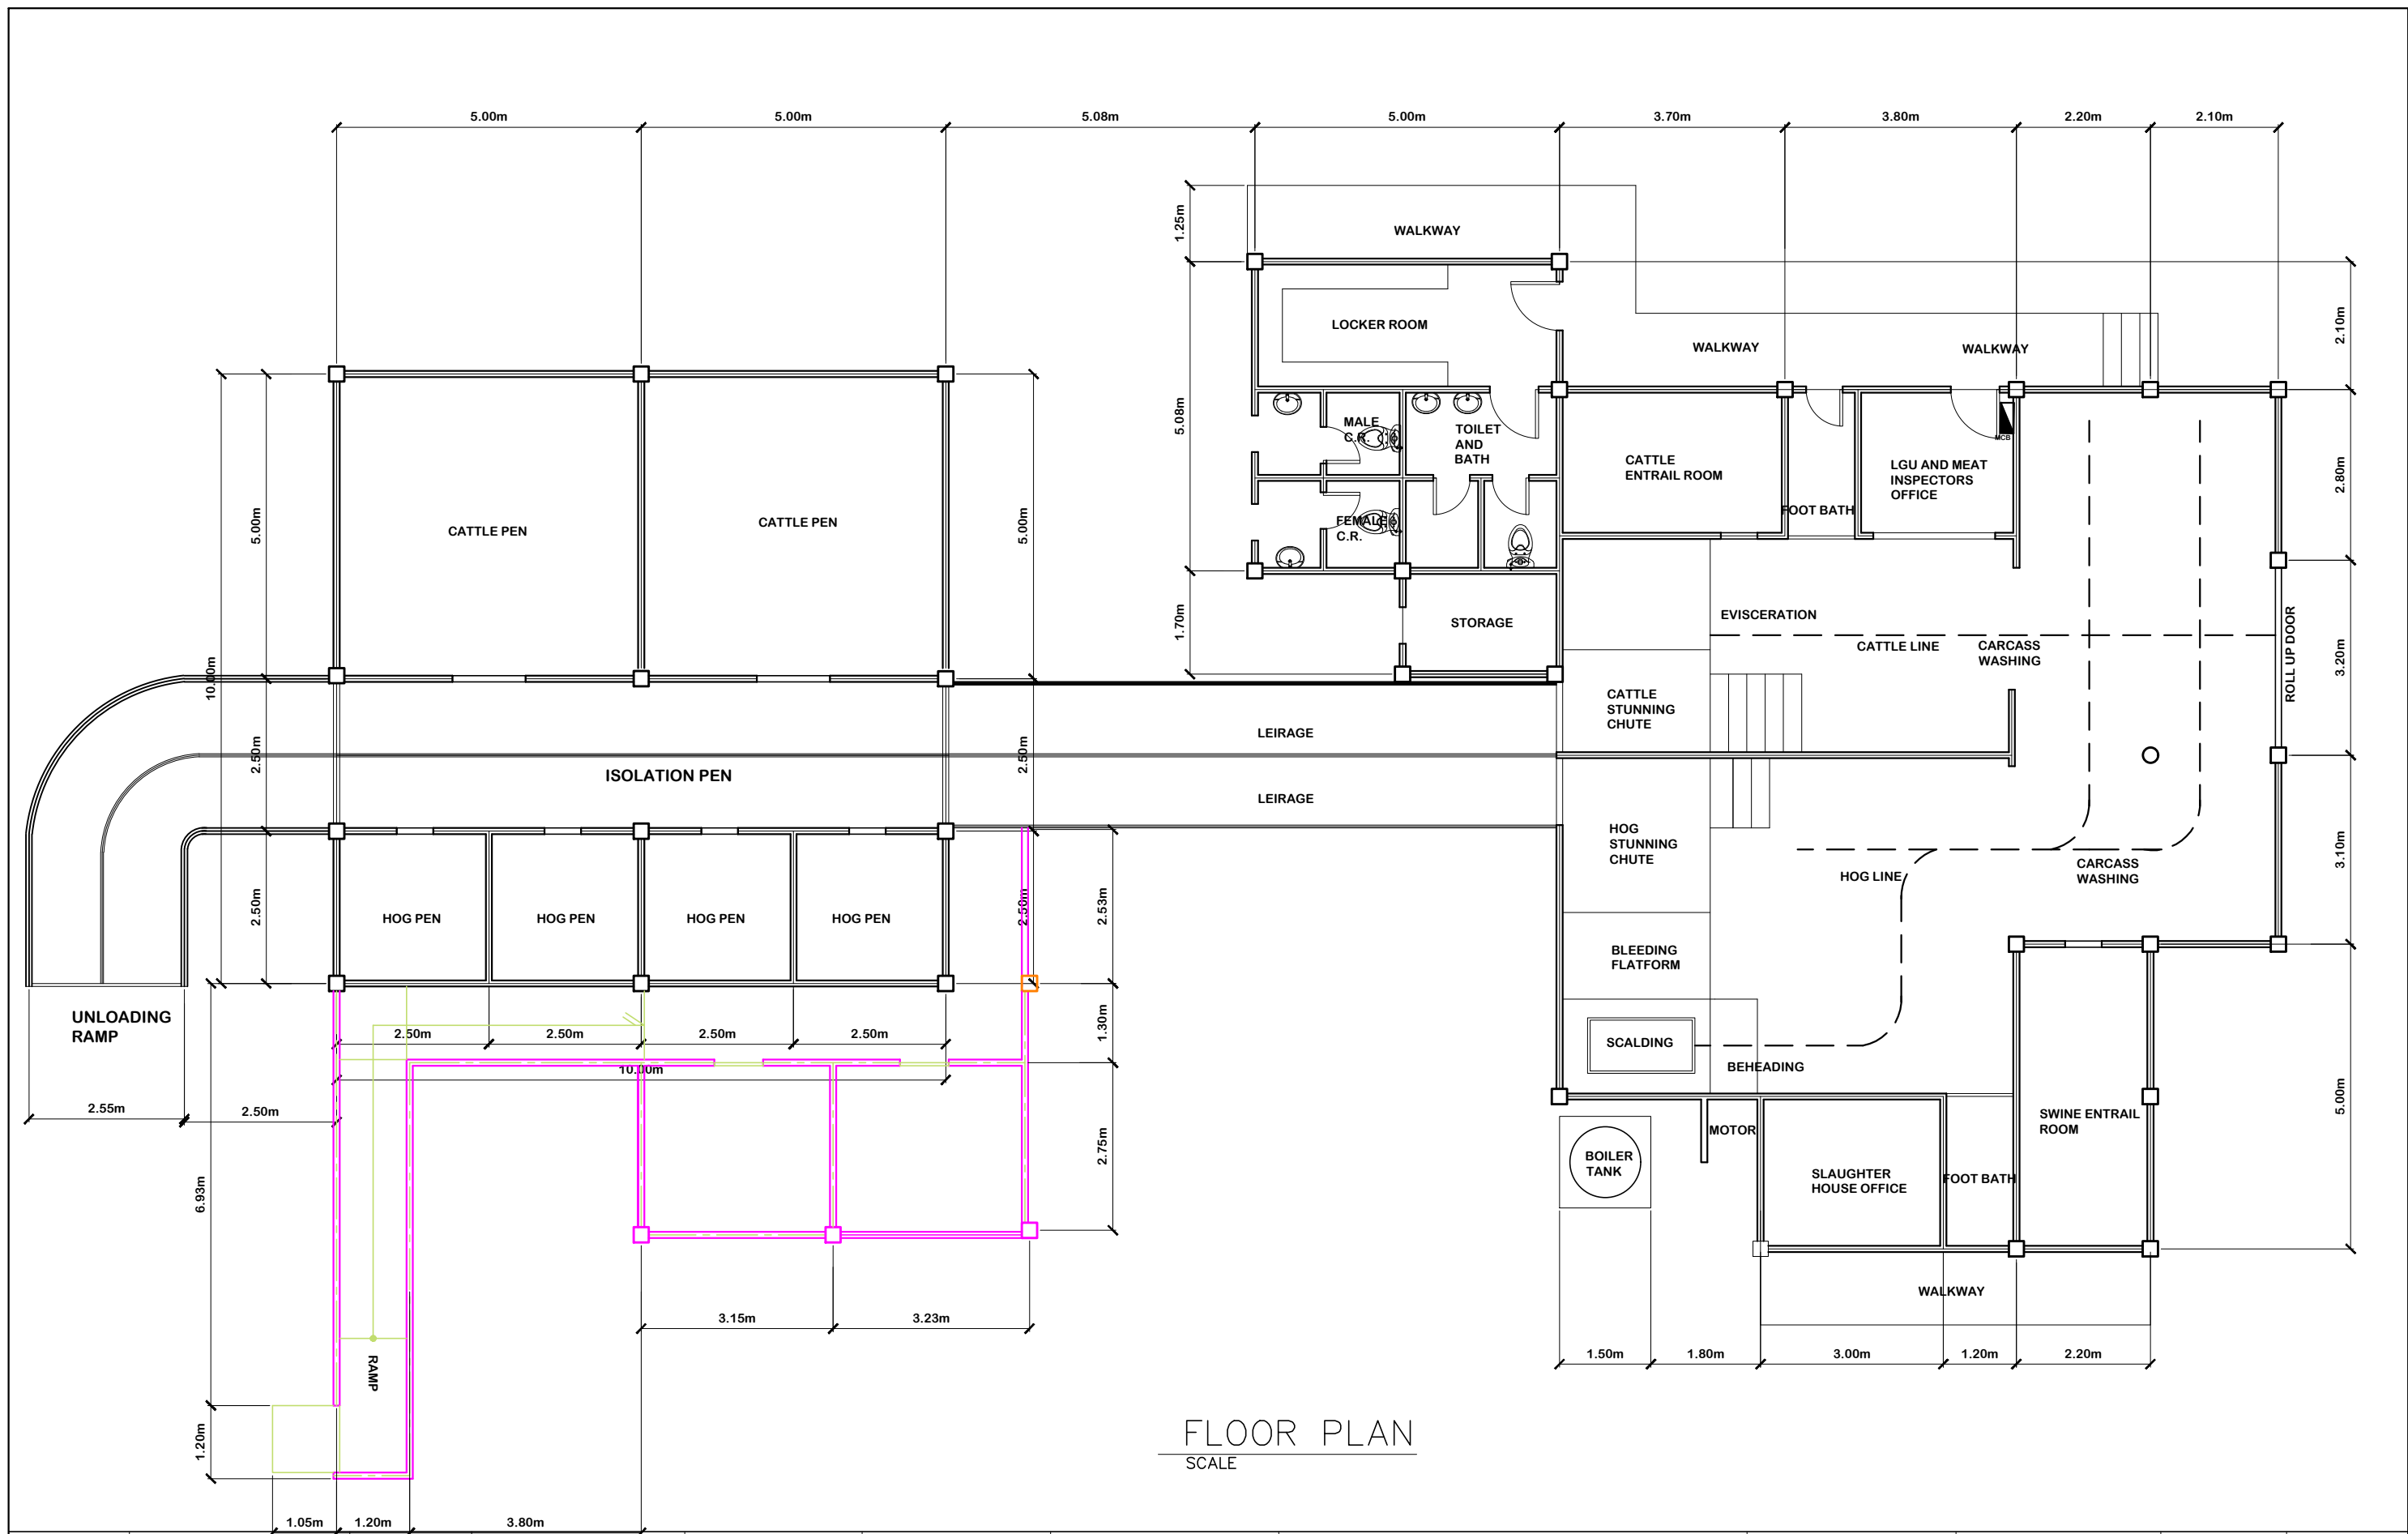 5.00m
5.00m
5.08m
5.00m
3.70m
3.80m
2.20m
2.10m
1.25m
WALKWAY
LOCKER ROOM
WALKWAY
WALKWAY
2.10m
5.08m
MALE
C.R.
TOILET
AND
BATH
CATTLE
ENTRAIL ROOM
MCB
LGU AND MEAT
INSPECTORS
OFFICE
2.80m
FOOT BATH
5.00m
CATTLE PEN
CATTLE PEN
5.00m
FEMALE
C.R.
10.00m
1.70m
STORAGE
EVISCERATION
CATTLE LINE
CARCASS
WASHING
ROLL UP DOOR
3.20m
CATTLE
STUNNING
CHUTE
2.50m
ISOLATION PEN
2.50m
LEIRAGE
LEIRAGE
HOG
STUNNING
CHUTE
HOG LINE
CARCASS
WASHING
3.10m
2.50m
HOG PEN
HOG PEN
HOG PEN
HOG PEN
2.50m
2.53m
BLEEDING
FLATFORM
UNLOADING
RAMP
2.50m
2.50m
2.50m
2.50m
1.30m
SCALDING
BEHEADING
10.00m
2.55m
2.50m
2.75m
MOTOR
SWINE ENTRAIL
ROOM
5.00m
BOILER
TANK
SLAUGHTER
HOUSE OFFICE
FOOT BATH
6.93m
WALKWAY
3.15m
3.23m
1.50m
1.80m
3.00m
1.20m
2.20m
RAMP
1.20m
FLOOR PLAN
SCALE
1.05m
1.20m
3.80m